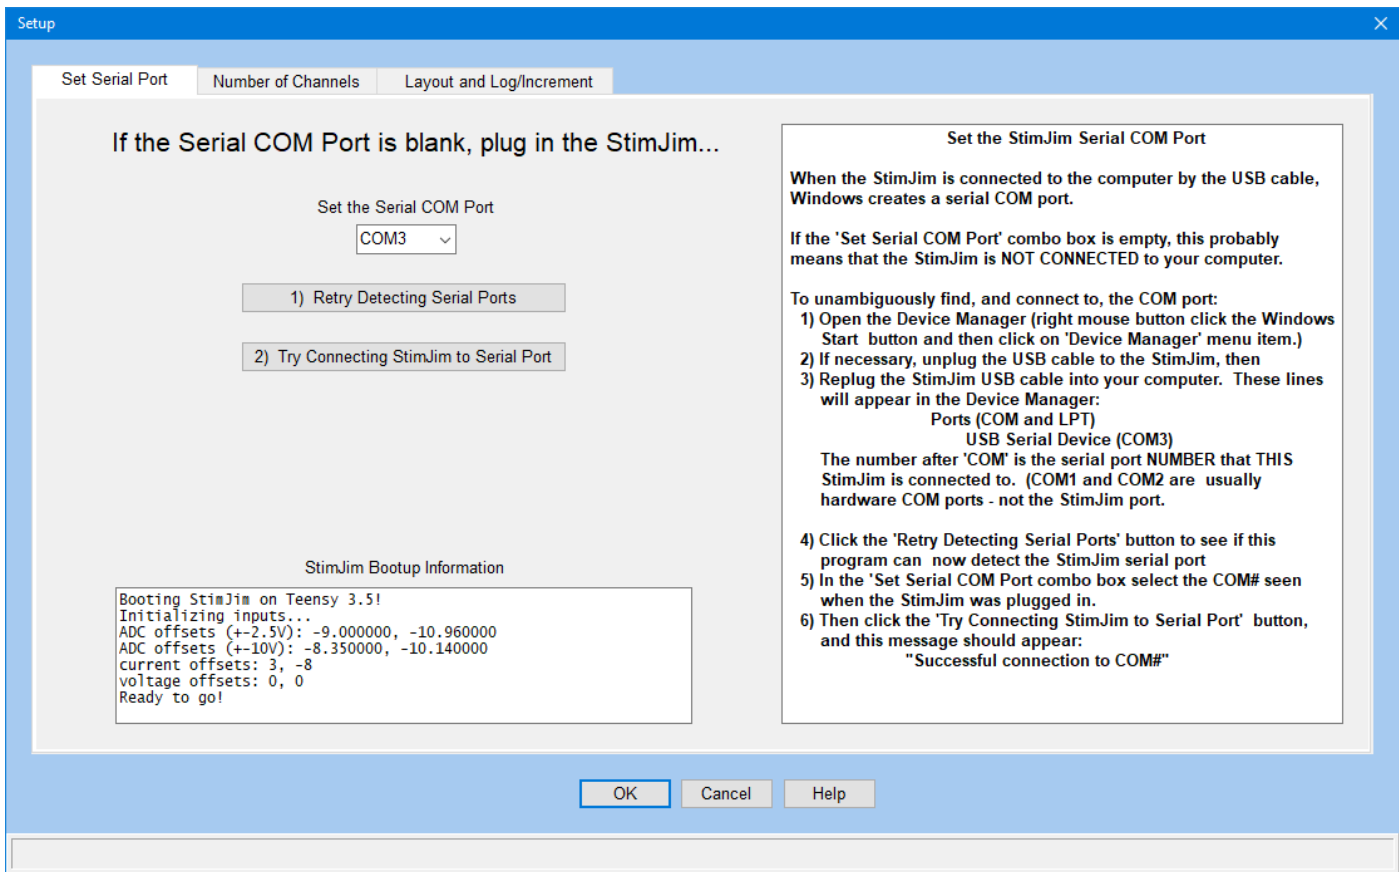 Setup
Set Serial Port
Number of Channels
Layout and Log/Increment
If the Serial COM Port is blank, plug in the StimJim...
Set the Serial COM Port
COM3
1) Retry Detecting Serial Ports
2) Try Connecting StimJim to Serial Port
StimJim Bootup Information
Booting StimJim on Teensy 3.5!
Initializing inputs...
ADC offsets (+-2.5V): -9.000000, -10.960000
ADC offsets (+-10V): -8.350000, -10.140000
current offsets: 3, -8
voltage offsets: 0, 0
Ready to go!
Set the StimJim Serial COM Port
When the StimJim is connected to the computer by the USB cable,
Windows creates a serial COM port.
If the 'Set Serial COM Port' combo box is empty, this probably
means that the StimJim is NOT CONNECTED to your computer.
To unambiguously find, and connect to, the COM port:
1) Open the Device Manager (right mouse button click the Windows
Start button and then click on 'Device Manager' menu item.)
2) If necessary, unplug the USB cable to the StimJim, then
3) Replug the StimJim USB cable into your computer. These lines
will appear in the Device Manager:
Ports (COM and LPT)
USB Serial Device (COM3)
The number after 'COM' is the serial port NUMBER that THIS
StimJim is connected to. (COM1 and COM2 are usually
hardware COM ports - not the StimJim port.
4) Click the 'Retry Detecting Serial Ports' button to see if this
program can now detect the StimJim serial port
5) In the 'Set Serial COM Port combo box select the COM# seen
when the StimJim was plugged in.
6) Then click the 'Try Connecting StimJim to Serial Port' button,
and this message should appear:
"Successful connection to COM#"
OK
Cancel
Help